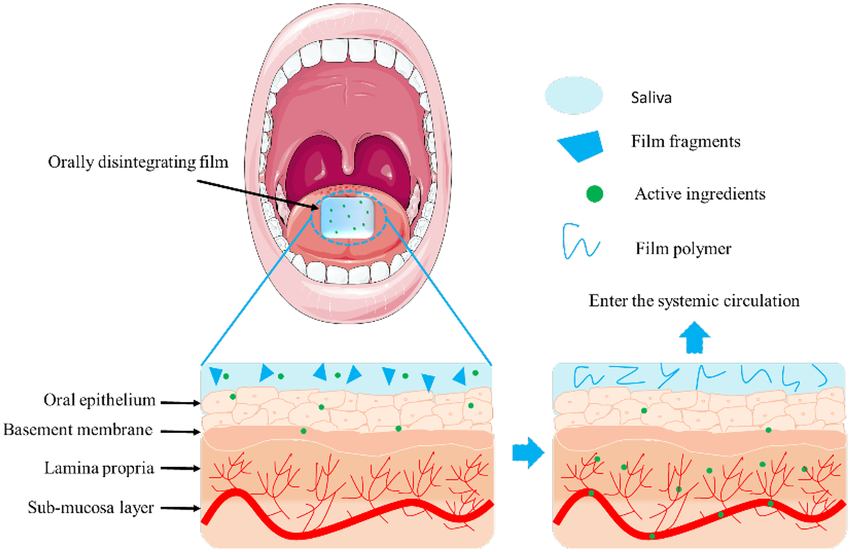 Saliva
Film fragments
Orally disintegrating film
Active ingredients
Film polymer
Enter the systemic circulation
Oral epithelium
Basement membrane
Lamina propria
Sub-mucosa layer